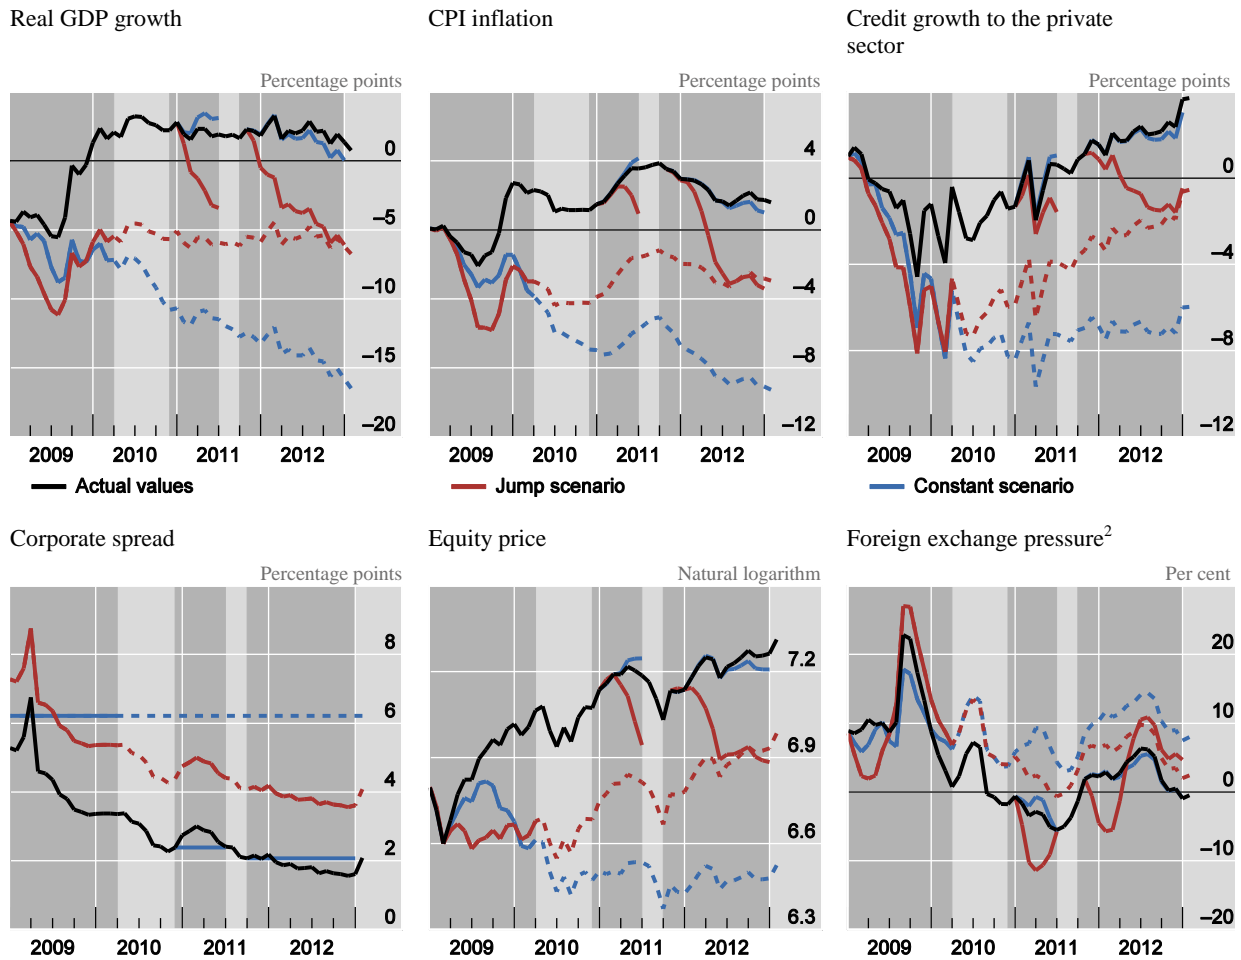 Real GDP growth
Percentage points
0
–5
–10
–15
–20
2009 2010 2011 2012
CPI inflation
Percentage points
4
0
–4
–8
–12
2009 2010 2011 2012
Credit growth to the private
sector
Percentage points
0
–4
–8
–12
2009 2010 2011 2012
Actual values
Jump scenario
Constant scenario
Corporate spread
Percentage points
8
6
4
2
0
2009 2010 2011 2012
Equity price
Natural logarithm
7.2
6.9
6.6
6.3
2009 2010 2011 2012
Foreign exchange pressure²
Per cent
20
10
0
–10
–20
2009 2010 2011 2012